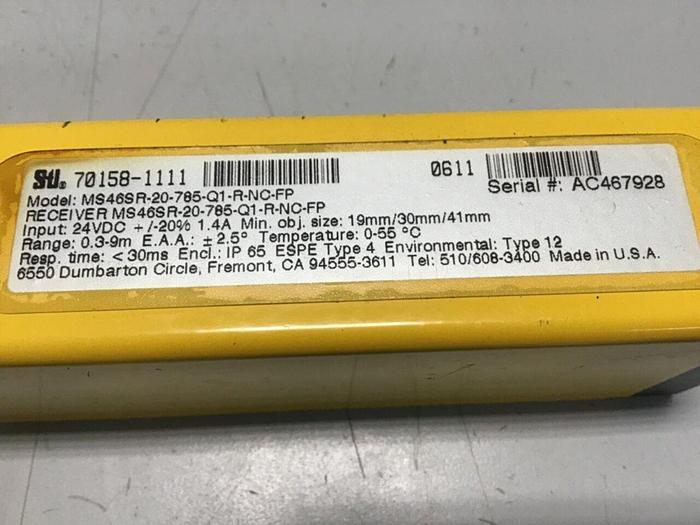 Sti® 70158-1111 0611
Serial #: AC467928
Model: MS46SR-20-785-Q1-R-NC-FP
RECEIVER MS46SR-20-785-Q1-R-NC-FP
Input: 24VDC +/-20% 1.4A Min. obj. size: 19mm/30mm/41mm
Range: 0.3-9m E.A.A.: ±2.5° Temperature: 0-55 °C
Resp. time: < 30ms Encl.: IP 65 ESPE Type 4 Environmental: Type 12
6550 Dumbarton Circle, Fremont, CA 94555-3611 Tel: 510/608-3400 Made in U.S.A.